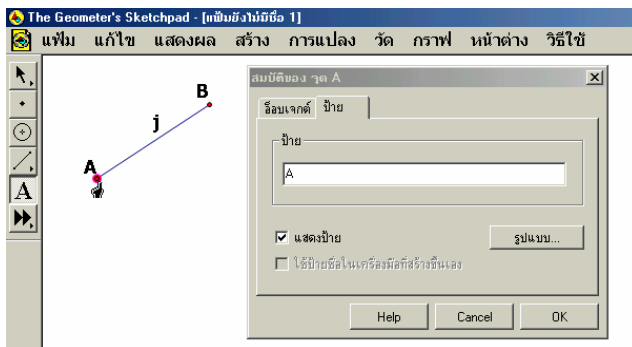 The Geometer's Sketchpad - [แฟ้มยังไม่มีชื่อ 1]
แฟ้ม แก้ไข แสดงผล สร้าง การแปลง วัด กราฟ หน้าต่าง วิธีใช้
สมบัติของ จุด A
อ็อบเจกต์ ป้าย
ป้าย
A
แสดงป้าย
รูปแบบ...
ใช้ป้ายชื่อในเครื่องมือที่สร้างขึ้นเอง
Help Cancel OK
B
j
A
A